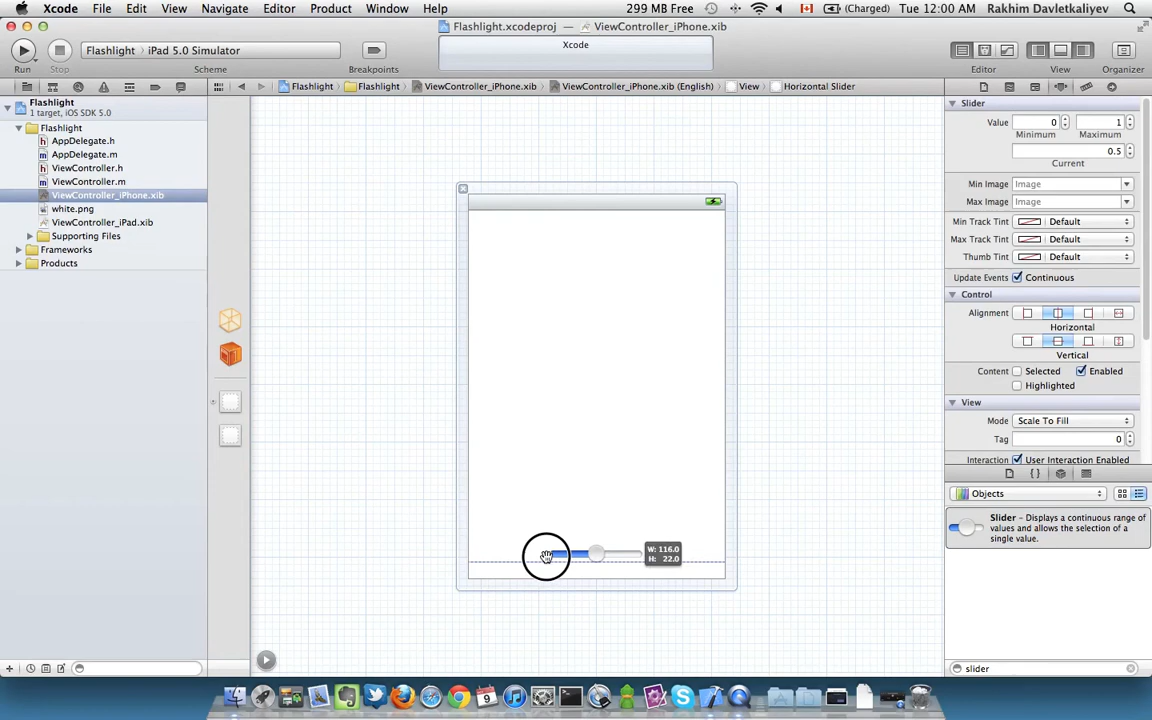 Xcode File Edit View Navigate Editor Product Window Help
299 MB Free (Charged) Tue 12:00 AM Rakhim Davletkaliyev
Flashlight.xcodeproj — ViewController_iPhone.xib
Flashlight iPad 5.0 Simulator
Xcode
Run Stop Scheme Breakpoints Editor View Organizer
Flashlight Flashlight ViewController_iPhone.xib ViewController_iPhone.xib (English) View Horizontal Slider
Flashlight
1 target, iOS SDK 5.0
Flashlight
AppDelegate.h
AppDelegate.m
ViewController.h
ViewController.m
ViewController_iPhone.xib
white.png
ViewController_iPad.xib
Supporting Files
Frameworks
Products
W: 116.0
H: 22.0
Slider
Value 0 1
Minimum Maximum
0.5
Current
Min Image Image
Max Image Image
Min Track Tint Default
Max Track Tint Default
Thumb Tint Default
Update Events Continuous
Control
Alignment
Horizontal
Vertical
Content Selected Enabled
Highlighted
View
Mode Scale To Fill
Tag 0
Interaction User Interaction Enabled
Objects
Slider - Displays a continuous range of
values and allows the selection of a
single value.
slider